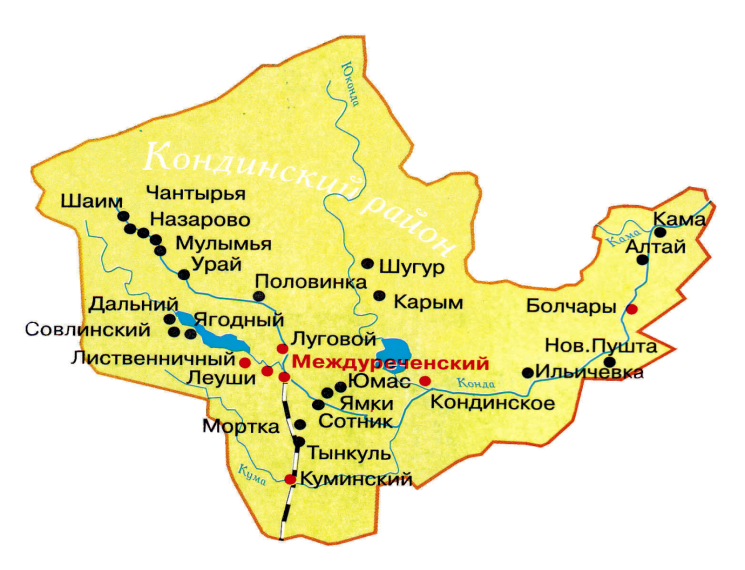 Юконда
Кондинский район
Чантырья
Шаим
Назарово
Кама
Кама
Мулымья
Алтай
Урай
Шугур
Половинка
Карым
Дальний
Болчары
Ягодный
Совлинский
Луговой
Нов.Пушта
Лиственничный
Междуреченский
Леуши
Юмас
Конда
Ильичевка
Ямки
Кондинское
Сотник
Мортка
Тынкуль
Кума
Куминский